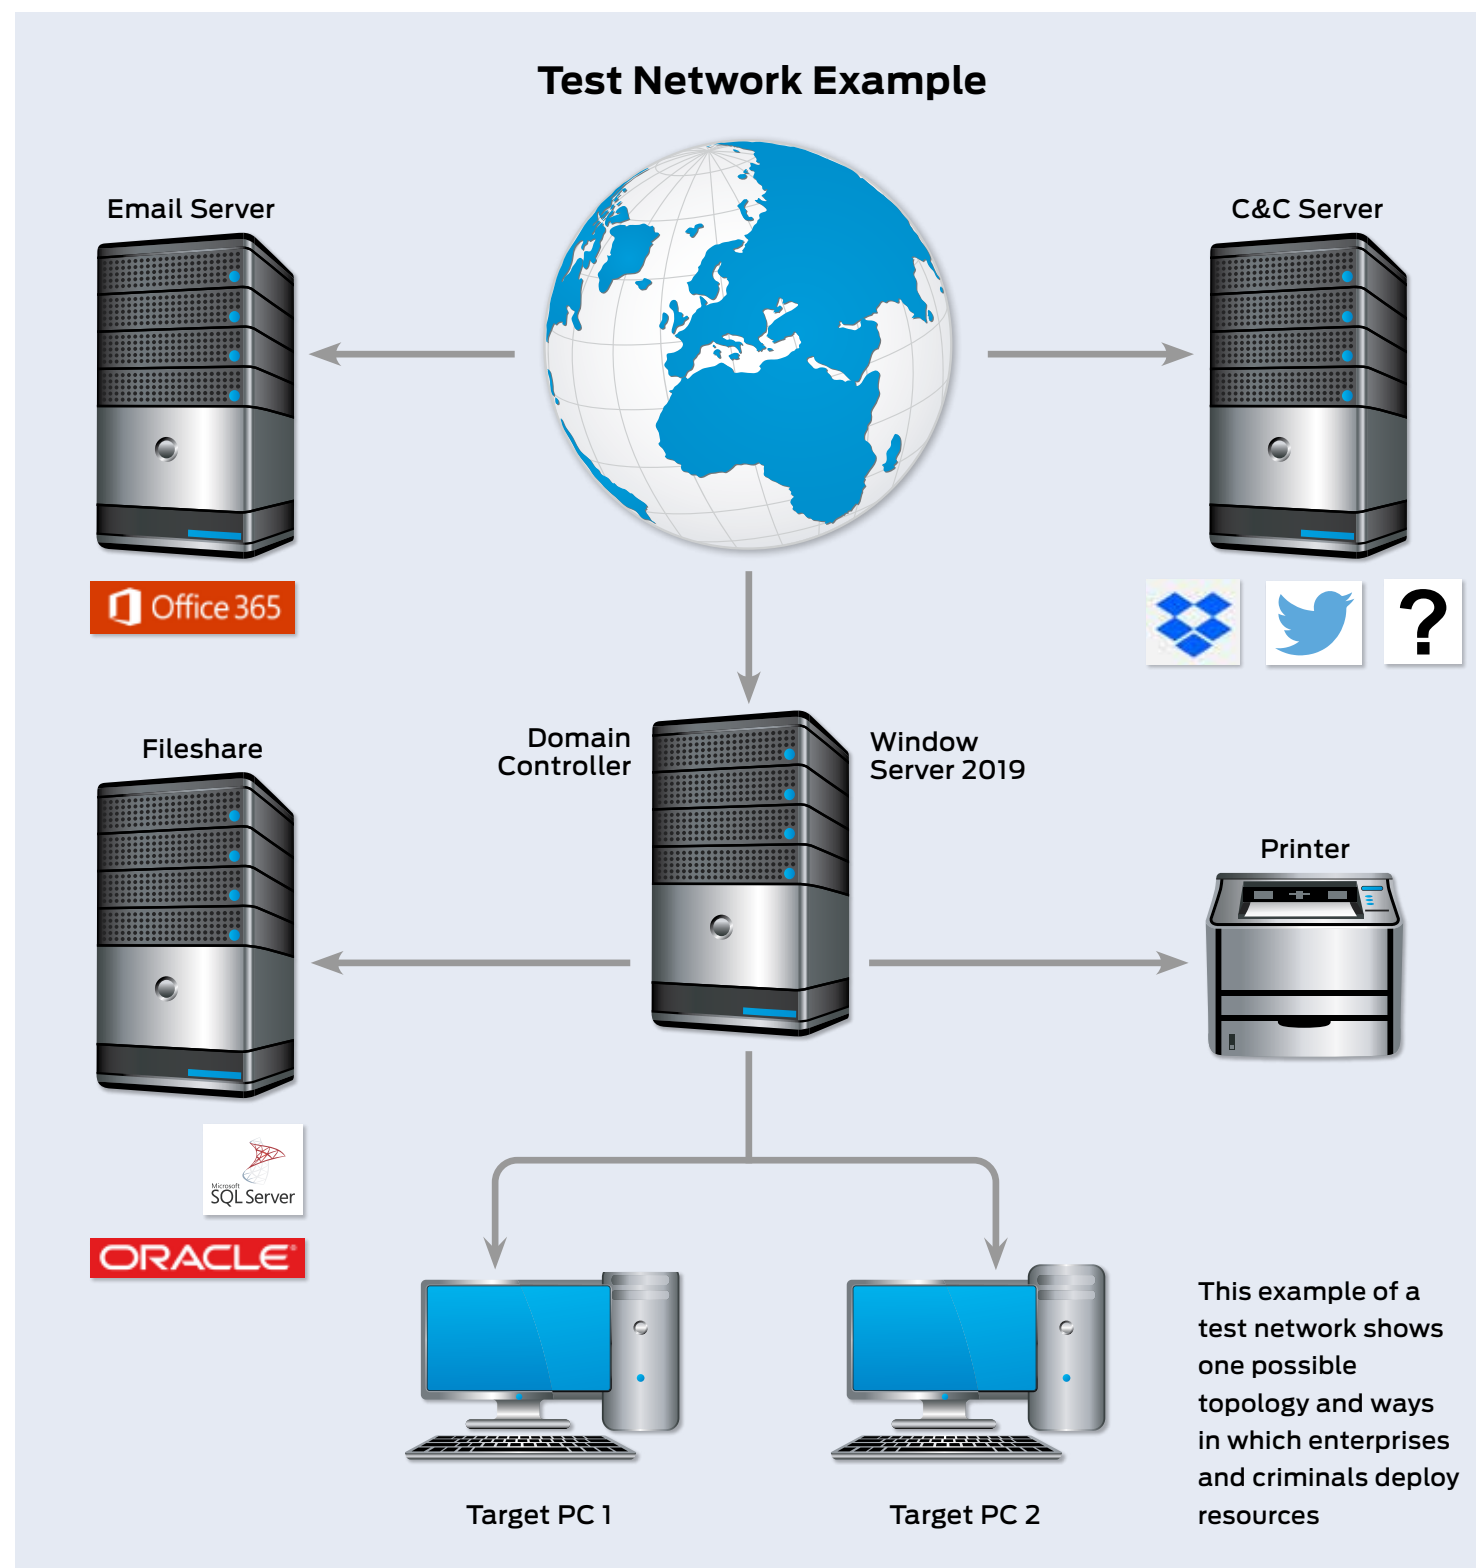 Test Network Example
Email Server
C&C Server
Office 365
?
Fileshare
Domain
Controller
Window
Server 2019
Printer
Microsoft
SQL Server
ORACLE
Target PC 1
Target PC 2
This example of a
test network shows
one possible
topology and ways
in which enterprises
and criminals deploy
resources